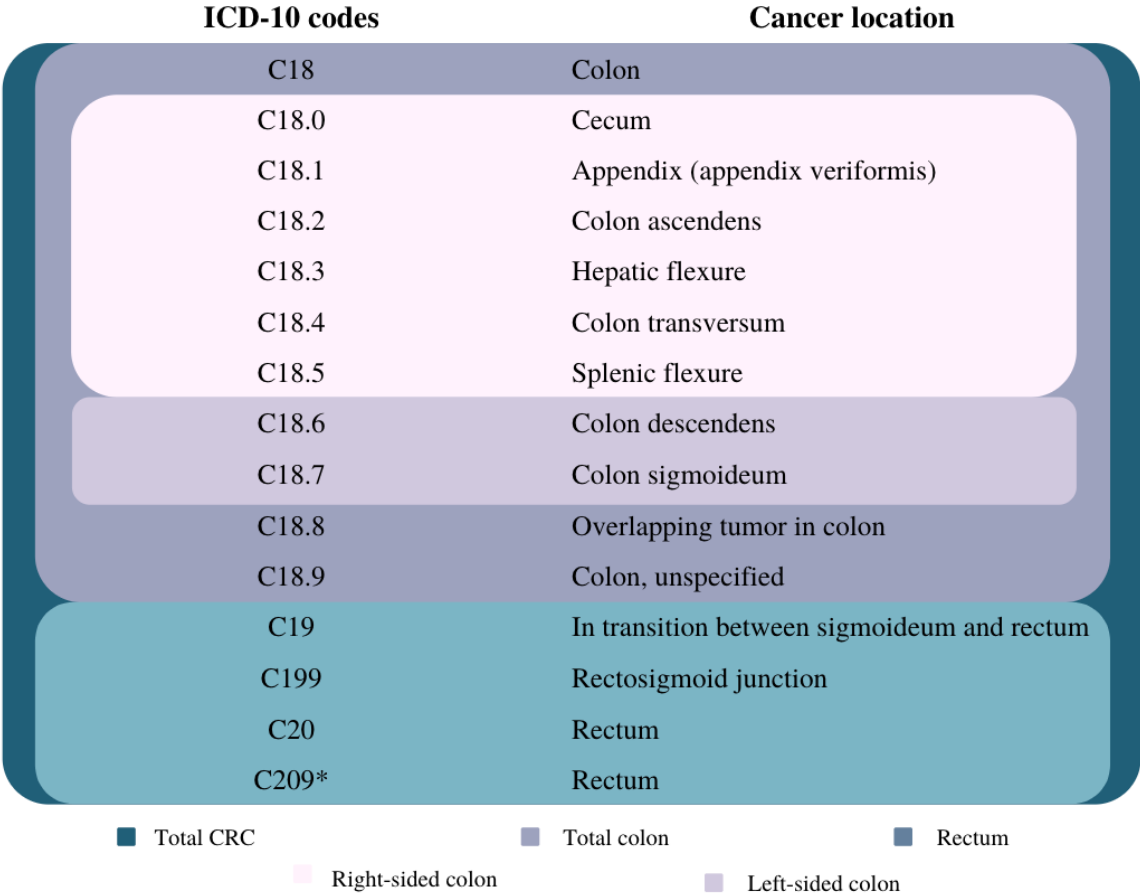 ICD-10 codes Cancer location
C18 Colon
C18.0 Cecum
C18.1 Appendix (appendix veriformis)
C18.2 Colon ascendens
C18.3 Hepatic flexure
C18.4 Colon transversum
C18.5 Splenic flexure
C18.6 Colon descendens
C18.7 Colon sigmoideum
C18.8 Overlapping tumor in colon
C18.9 Colon, unspecified
C19 In transition between sigmoideum and rectum
C199 Rectosigmoid junction
C20 Rectum
C209* Rectum
Total CRC Total colon Rectum
Right-sided colon Left-sided colon